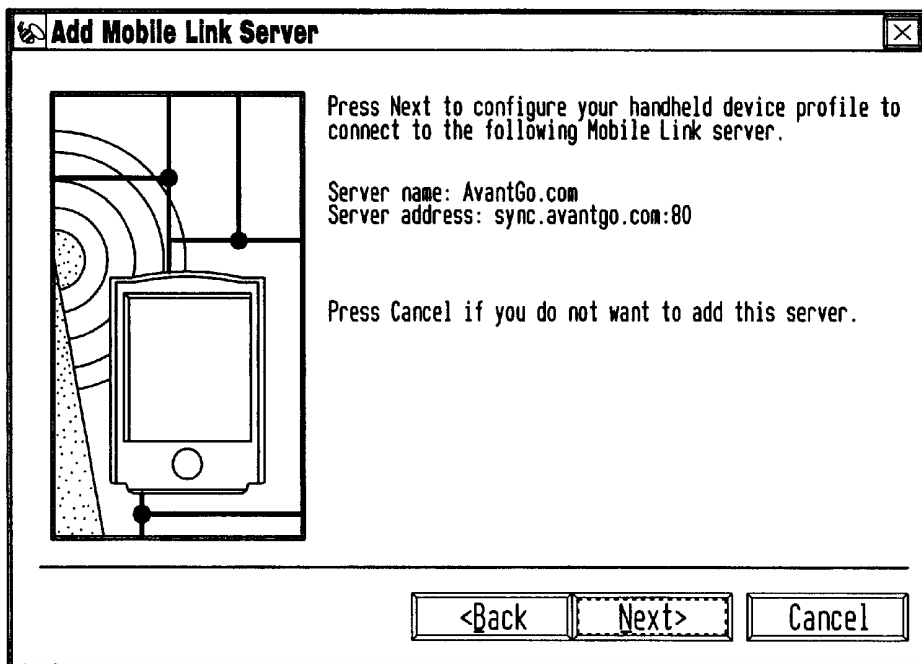 Add Mobile Link Server
Press Next to configure your handheld device profile to
connect to the following Mobile Link server.
Server name: AvantGo.com
Server address: sync.avantgo.com:80
Press Cancel if you do not want to add this server.
<Back
Next>
Cancel